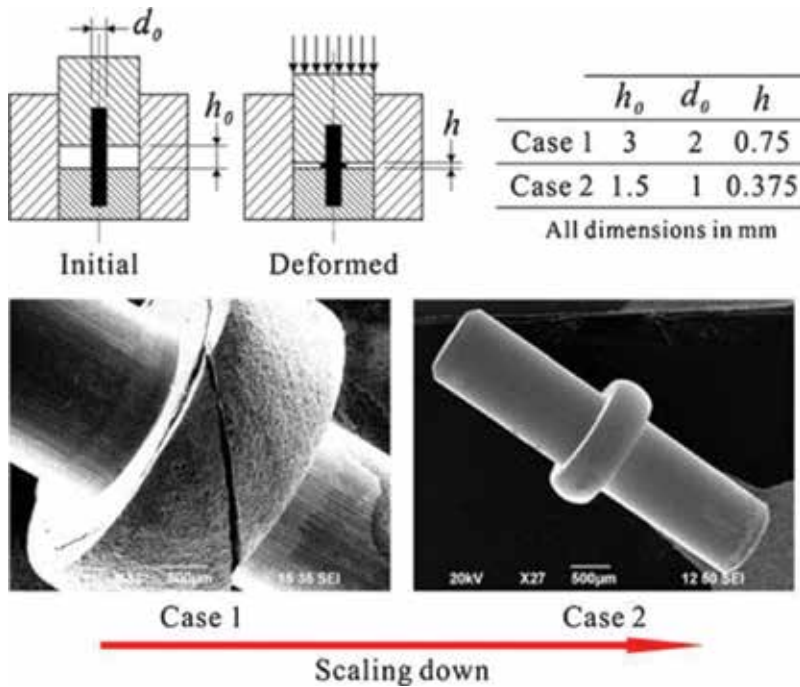 d₀
h₀
h
Initial
Deformed
h₀ d₀ h
Case 1 3 2 0.75
Case 2 1.5 1 0.375
All dimensions in mm
500μm
SEI
20kV X27 500μm 12 50 SEI
Case 1
Case 2
Scaling down